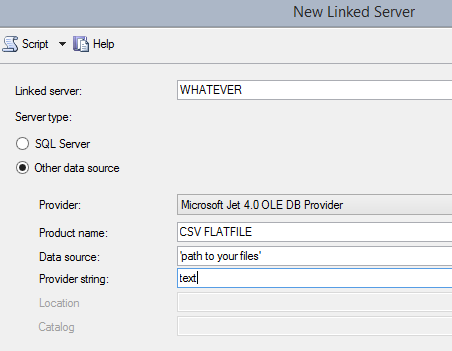 New Linked Server
Script Help
Linked server: WHATEVER
Server type:
SQL Server
Other data source
Provider: Microsoft Jet 4.0 OLE DB Provider
Product name: CSV FLATFILE
Data source: 'path to your files'
Provider string: text
Location
Catalog